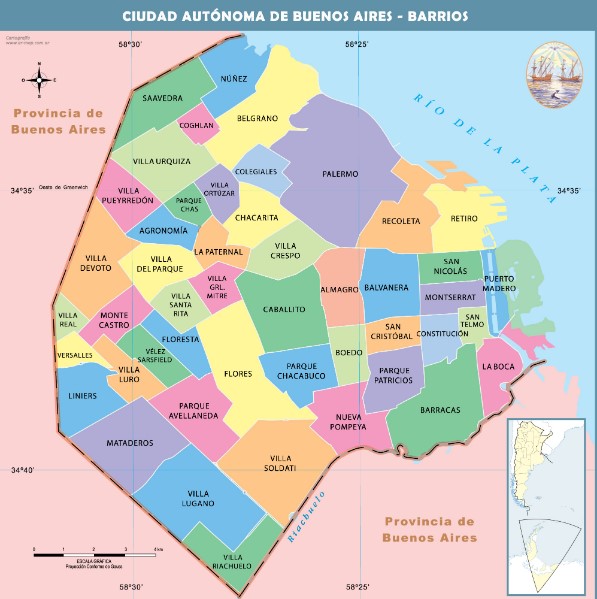 CIUDAD AUTÓNOMA DE BUENOS AIRES - BARRIOS
58°30'
58°25'
N
O
E
S
Provincia de
Buenos Aires
RÍO DE LA PLATA
NÚÑEZ
SAAVEDRA
COGHLAN
BELGRANO
VILLA URQUIZA
COLEGIALES
PALERMO
34°35'
Oeste de Greenwich
34°35'
VILLA
PUEYRREDÓN
VILLA
ORTÚZAR
PARQUE
CHAS
CHACARITA
RECOLETA
RETIRO
AGRONOMÍA
LA PATERNAL
VILLA
CRESPO
VILLA
DEVOTO
VILLA
DEL PARQUE
SAN
NICOLÁS
VILLA
GRL.
MITRE
ALMAGRO
BALVANERA
PUERTO
MADERO
MONTSERRAT
VILLA
SANTA
RITA
CABALLITO
VILLA
REAL
MONTE
CASTRO
SAN
TELMO
SAN
CRISTÓBAL
CONSTITUCIÓN
FLORESTA
VERSALLES
VÉLEZ
SARSFIELD
BOEDO
VILLA
LURO
FLORES
PARQUE
CHACABUCO
PARQUE
PATRICIOS
LA BOCA
LINIERS
PARQUE
AVELLANEDA
NUEVA
POMPEYA
BARRACAS
MATADEROS
VILLA
SOLDATI
34°40'
VILLA
LUGANO
Riachuelo
Provincia de
Buenos Aires
VILLA
RIACHUELO
0 1 2 3 4 km
ESCALA GRÁFICA
Proyección Conforme de Gauss
58°30'
58°25'